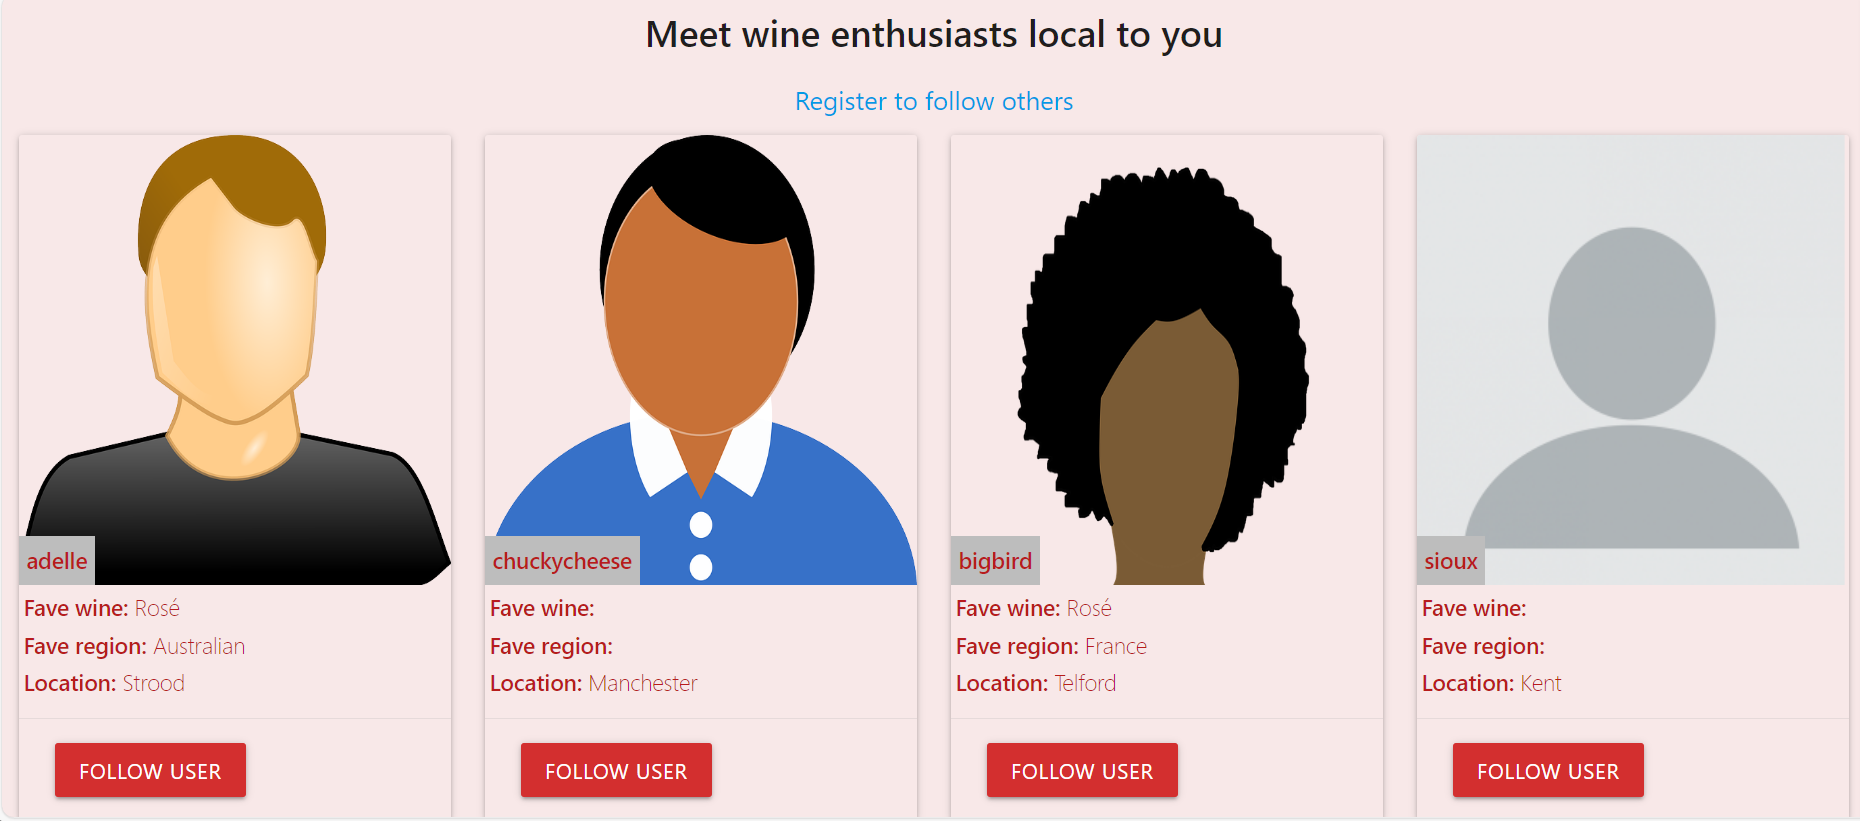 Meet wine enthusiasts local to you
Register to follow others
adelle
Fave wine: Rosé
Fave region: Australian
Location: Strood
FOLLOW USER
chuckycheese
Fave wine:
Fave region:
Location: Manchester
FOLLOW USER
bigbird
Fave wine: Rosé
Fave region: France
Location: Telford
FOLLOW USER
sioux
Fave wine:
Fave region:
Location: Kent
FOLLOW USER